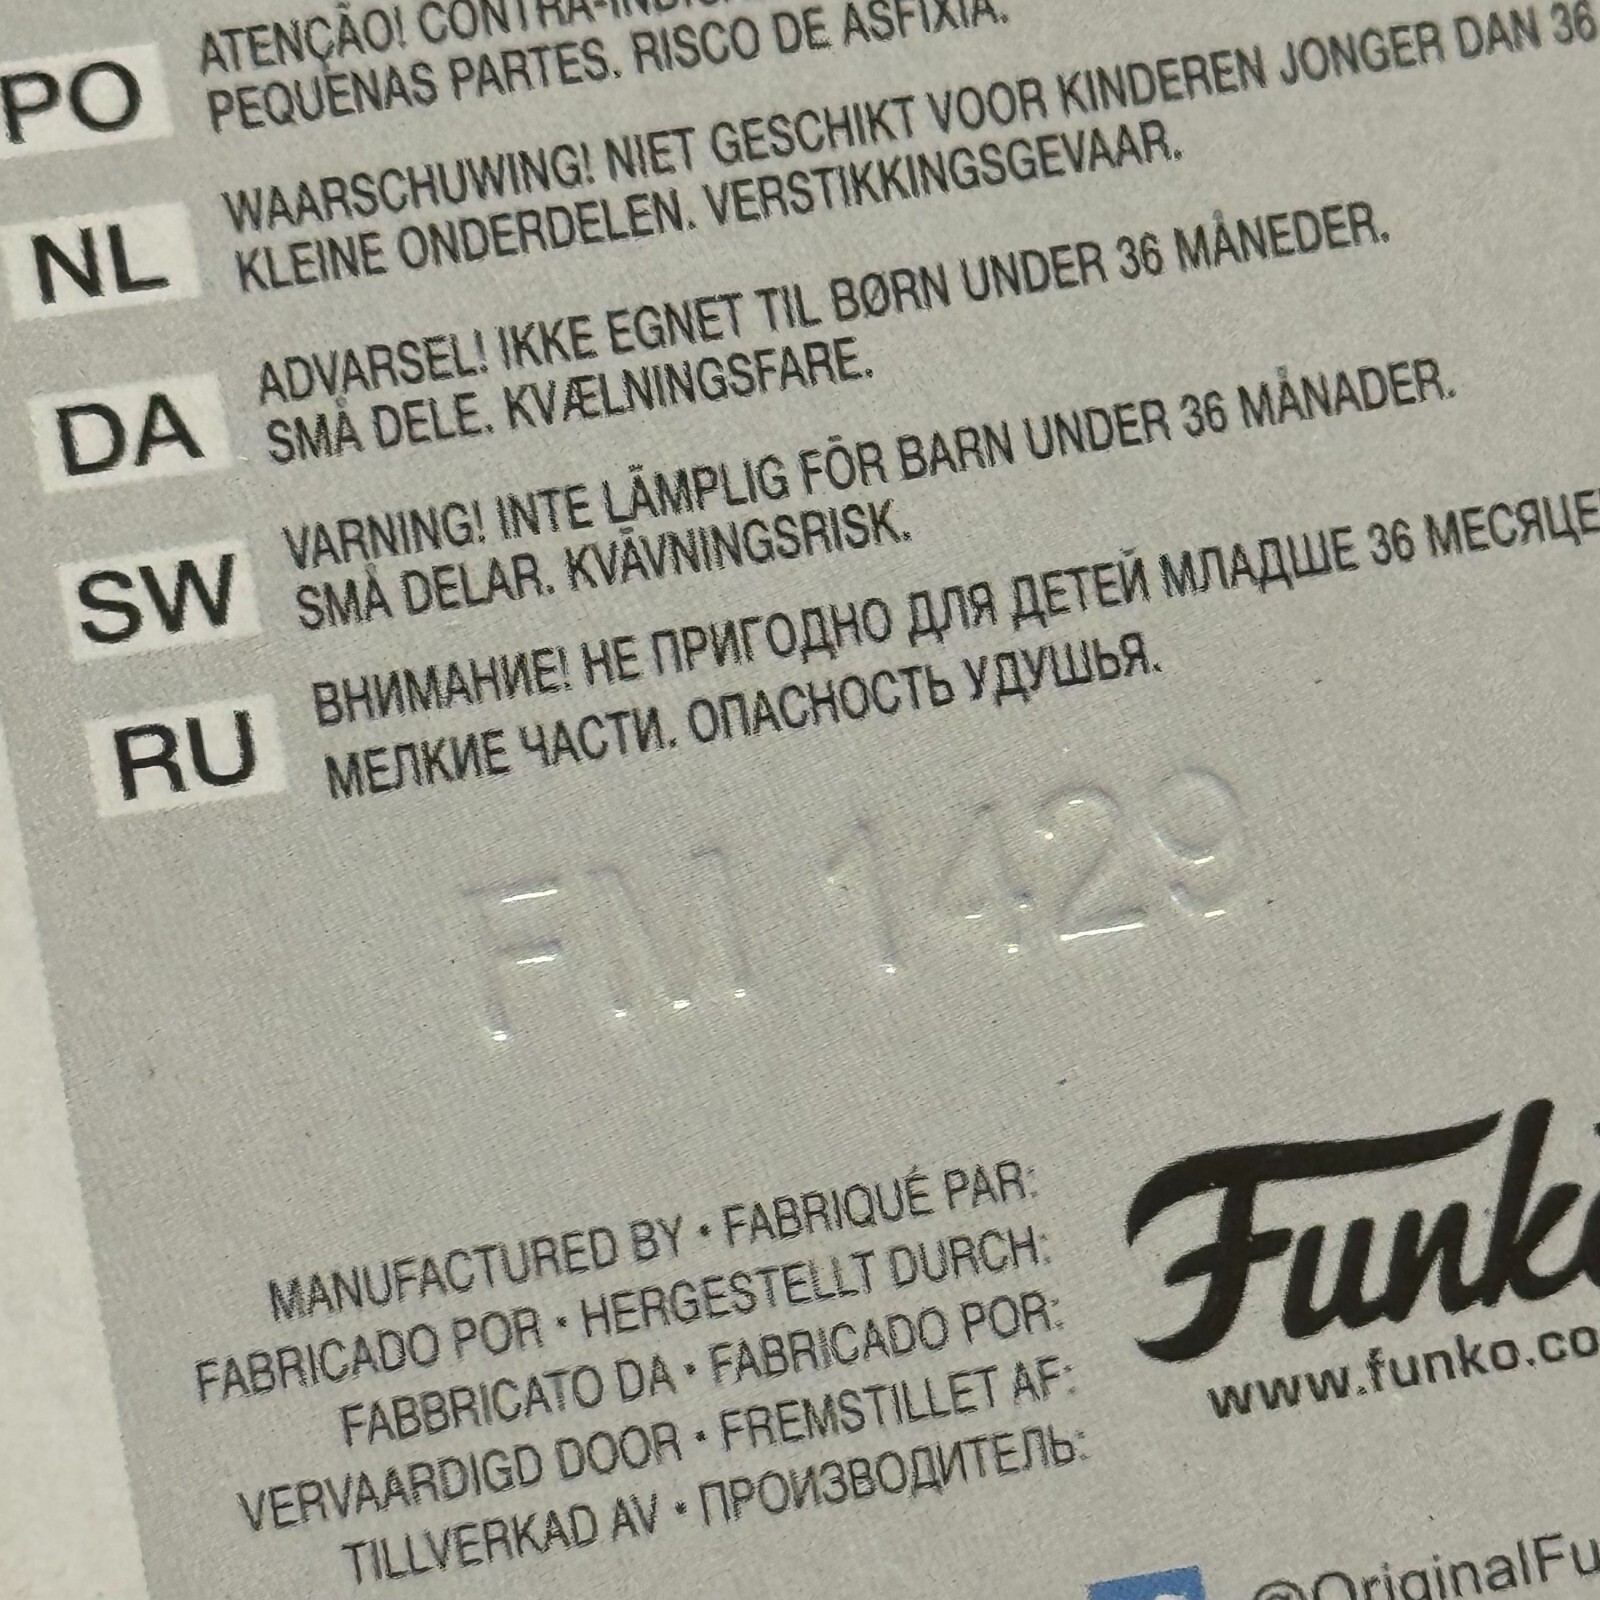 PO
ATENÇÃO! CONTRA-INDIC
PEQUENAS PARTES. RISCO DE ASFIXIA.
NL
WAARSCHUWING! NIET GESCHIKT VOOR KINDEREN JONGER DAN 36
KLEINE ONDERDELEN. VERSTIKKINGSGEVAAR.
DA
ADVARSEL! IKKE EGNET TIL BØRN UNDER 36 MÅNEDER.
SMÅ DELE. KVÆLNINGSFARE.
SW
VARNING! INTE LÄMPLIG FÖR BARN UNDER 36 MÅNADER.
SMÅ DELAR. KVÄVNINGSRISK.
RU
ВНИМАНИЕ! НЕ ПРИГОДНО ДЛЯ ДЕТЕЙ МЛАДШЕ 36 МЕСЯЦЕ
МЕЛКИЕ ЧАСТИ. ОПАСНОСТЬ УДУШЬЯ.
1429
MANUFACTURED BY • FABRIQUÉ PAR:
FABRICADO POR • HERGESTELLT DURCH:
FABBRICATO DA • FABRICADO POR:
VERVAARDIGD DOOR • FREMSTILLET AF:
TILLVERKAD AV • ПРОИЗВОДИТЕЛЬ:
Funko
www.funko.co
@OriginalFu